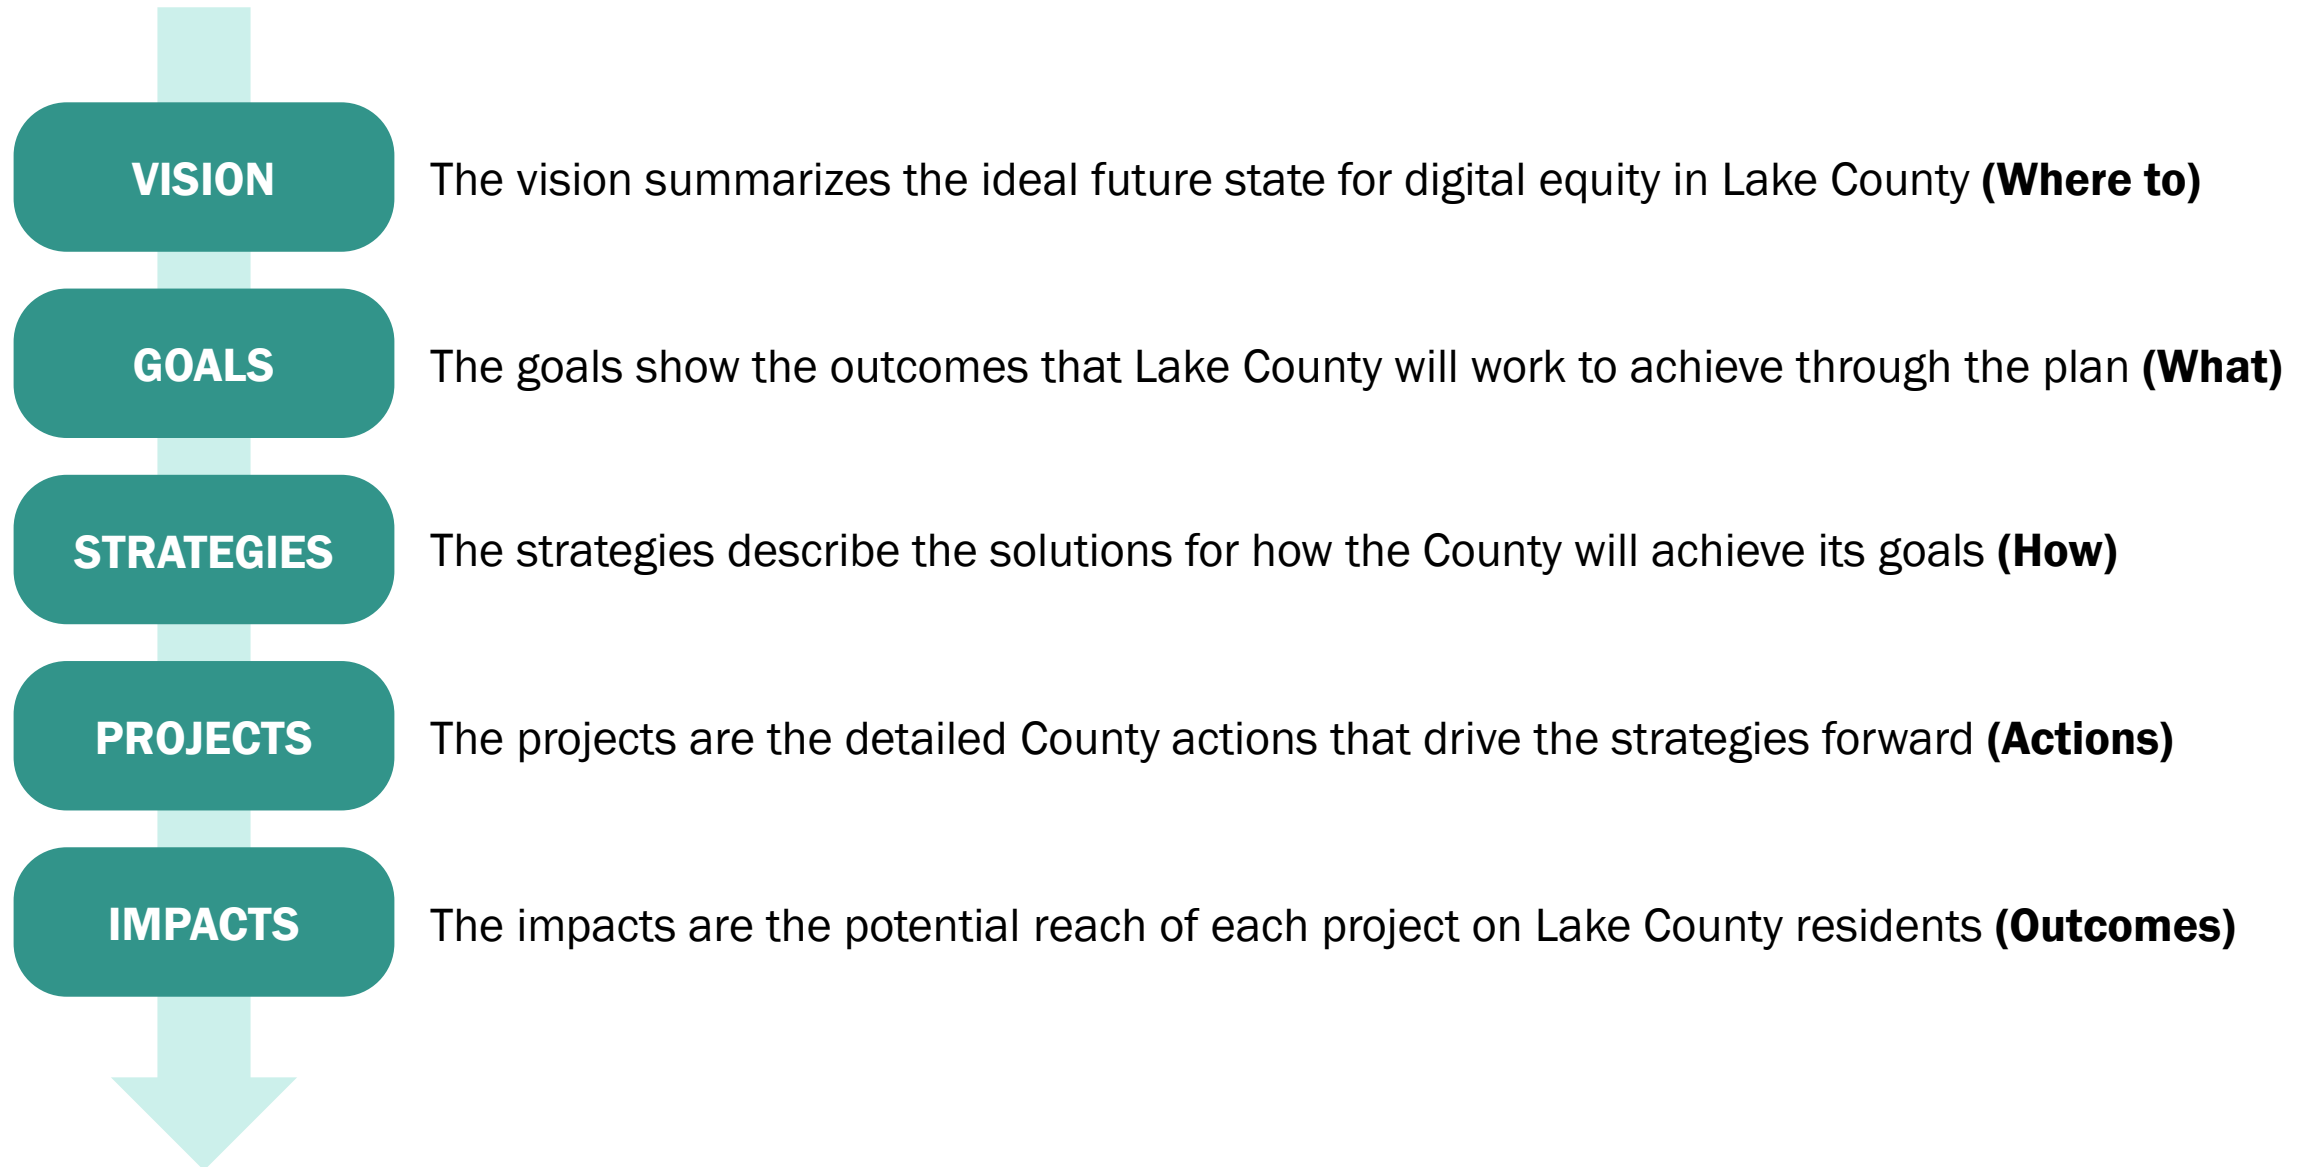 VISION
The vision summarizes the ideal future state for digital equity in Lake County (Where to)
GOALS
The goals show the outcomes that Lake County will work to achieve through the plan (What)
STRATEGIES
The strategies describe the solutions for how the County will achieve its goals (How)
PROJECTS
The projects are the detailed County actions that drive the strategies forward (Actions)
IMPACTS
The impacts are the potential reach of each project on Lake County residents (Outcomes)